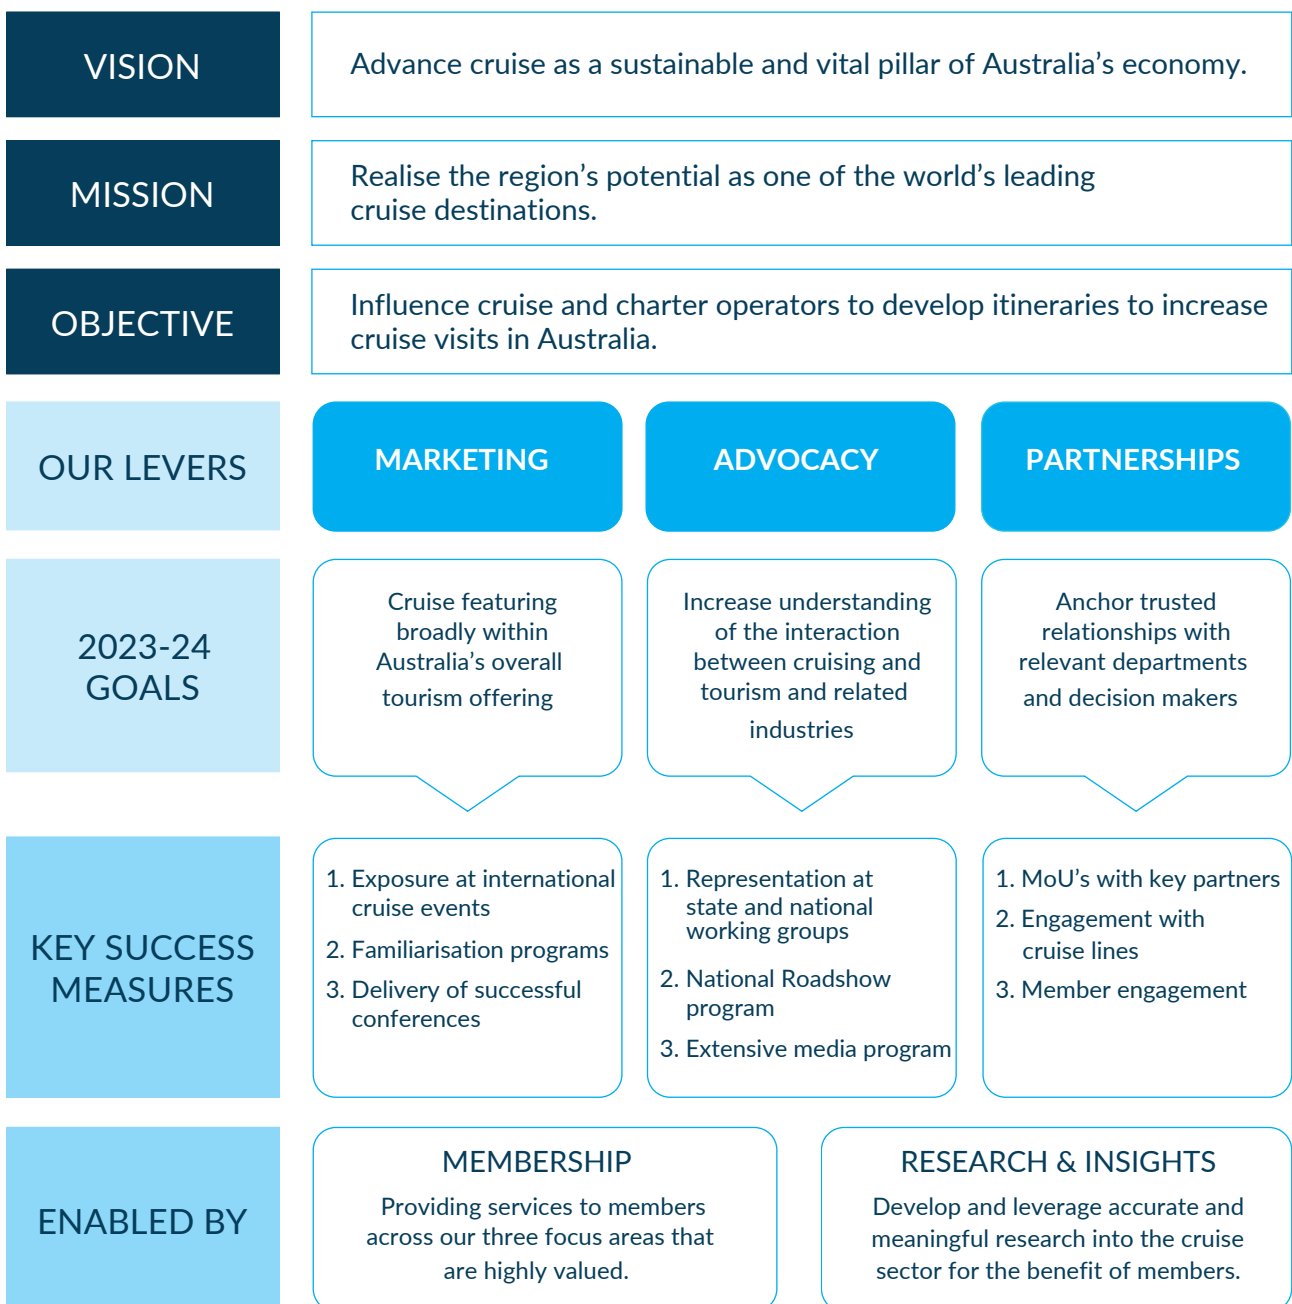 VISION
Advance cruise as a sustainable and vital pillar of Australia’s economy.
MISSION
Realise the region’s potential as one of the world’s leading
cruise destinations.
OBJECTIVE
Influence cruise and charter operators to develop itineraries to increase
cruise visits in Australia.
OUR LEVERS
MARKETING
ADVOCACY
PARTNERSHIPS
2023-24
GOALS
Cruise featuring
broadly within
Australia’s overall
tourism offering
Increase understanding
of the interaction
between cruising and
tourism and related
industries
Anchor trusted
relationships with
relevant departments
and decision makers
KEY SUCCESS
MEASURES
1. Exposure at international
cruise events
2. Familiarisation programs
3. Delivery of successful
conferences
1. Representation at
state and national
working groups
2. National Roadshow
program
3. Extensive media program
1. MoU’s with key partners
2. Engagement with
cruise lines
3. Member engagement
ENABLED BY
MEMBERSHIP
Providing services to members
across our three focus areas that
are highly valued.
RESEARCH & INSIGHTS
Develop and leverage accurate and
meaningful research into the cruise
sector for the benefit of members.